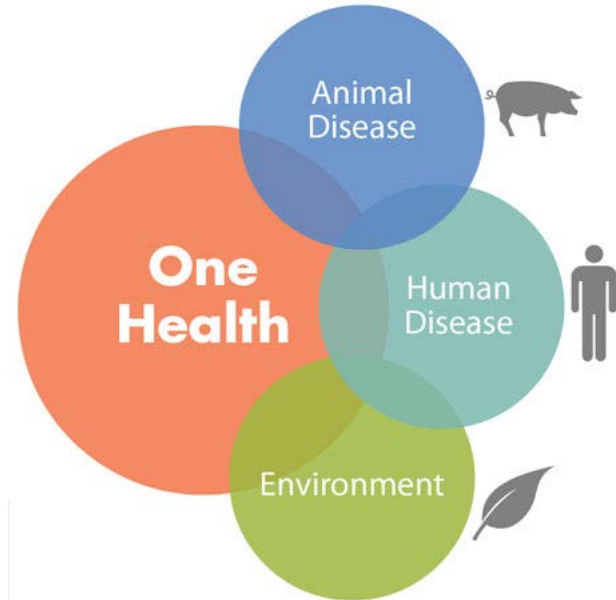 Animal
Disease
One
Health
Human
Disease
Environment